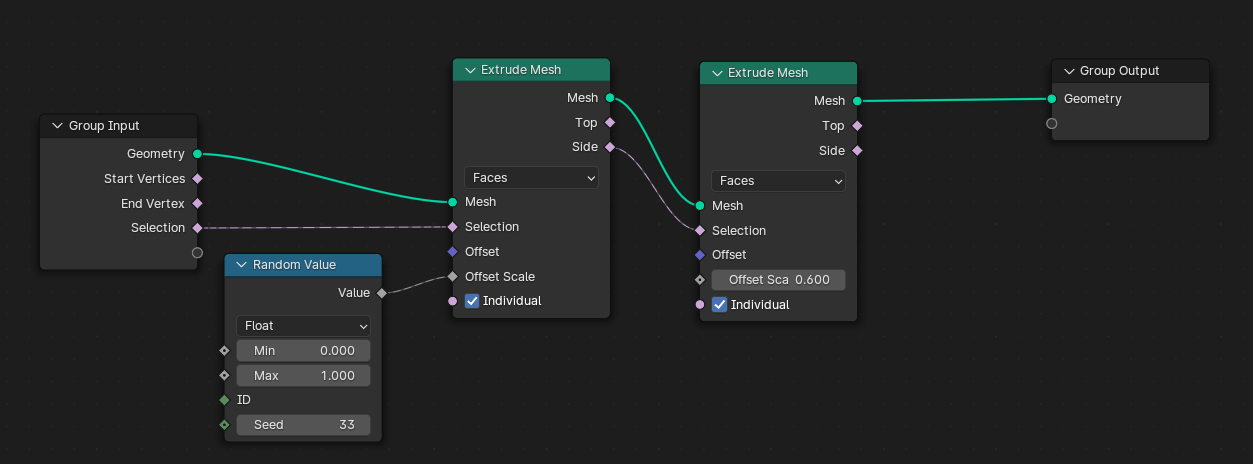 Group Input
Geometry
Start Vertices
End Vertex
Selection
Random Value
Value
Float
Min 0.000
Max 1.000
ID
Seed 33
Extrude Mesh
Mesh
Top
Side
Faces
Mesh
Selection
Offset
Offset Scale
Individual
Extrude Mesh
Mesh
Top
Side
Faces
Mesh
Selection
Offset
Offset Sca 0.600
Individual
Group Output
Geometry